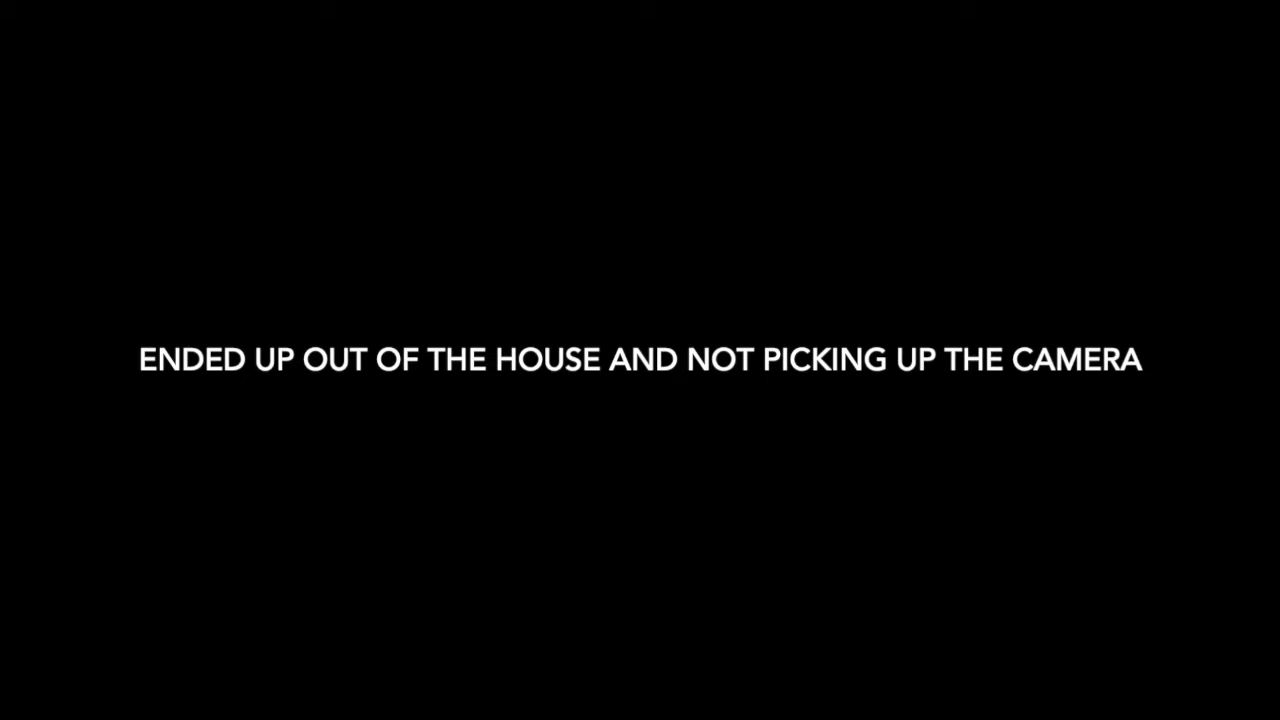 ENDED UP OUT OF THE HOUSE AND NOT PICKING UP THE CAMERA